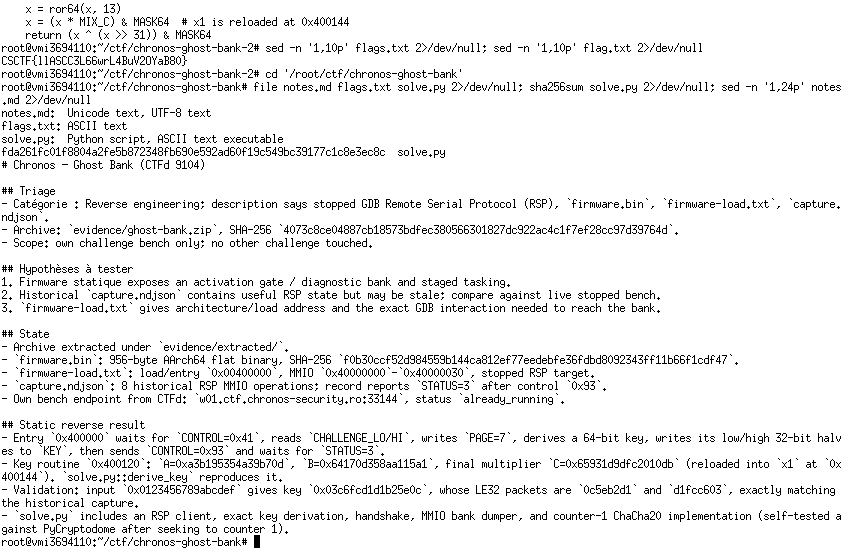 x = ror64(x, 13)
    x = (x * MIX_C) & MASK64  # x1 is reloaded at 0x400144
    return (x ^ (x >> 31)) & MASK64
root@vmi3694110:~/ctf/chronos-ghost-bank-2# sed -n '1,10p' flags.txt 2>/dev/null; sed -n '1,10p' flag.txt 2>/dev/null
CSCTF{llASCC3L66wrL4BuV2OYaB80}
root@vmi3694110:~/ctf/chronos-ghost-bank-2# cd '/root/ctf/chronos-ghost-bank'
root@vmi3694110:~/ctf/chronos-ghost-bank# file notes.md flags.txt solve.py 2>/dev/null; sha256sum solve.py 2>/dev/null; sed -n '1,24p' notes
.md 2>/dev/null
notes.md:  Unicode text, UTF-8 text
flags.txt: ASCII text
solve.py:  Python script, ASCII text executable
fda261fc01f8804a2fe5b872348fb690e592ad60f19c549bc39177c1c8e3ec8c  solve.py
# Chronos — Ghost Bank (CTFd 9104)

## Triage
- Catégorie : Reverse engineering; description says stopped GDB Remote Serial Protocol (RSP), `firmware.bin`, `firmware-load.txt`, `capture.
ndjson`.
- Archive: `evidence/ghost-bank.zip`, SHA-256 `4073c8ce04887cb18573bdfec380566301827dc922ac4c1f7ef28cc97d39764d`.
- Scope: own challenge bench only; no other challenge touched.

## Hypothèses à tester
1. Firmware statique exposes an activation gate / diagnostic bank and staged tasking.
2. Historical `capture.ndjson` contains useful RSP state but may be stale; compare against live stopped bench.
3. `firmware-load.txt` gives architecture/load address and the exact GDB interaction needed to reach the bank.

## State
- Archive extracted under `evidence/extracted/`.
- `firmware.bin`: 956-byte AArch64 flat binary, SHA-256 `f0b30ccf52d984559b144ca812ef77eedebfe36fdbd8092343ff11b66f1cdf47`.
- `firmware-load.txt`: load/entry `0x00400000`, MMIO `0x40000000`-`0x40000030`, stopped RSP target.
- `capture.ndjson`: 8 historical RSP MMIO operations; record reports `STATUS=3` after control `0x93`.
- Own bench endpoint from CTFd: `w01.ctf.chronos-security.ro:33144`, status `already_running`.

## Static reverse result
- Entry `0x400000` waits for `CONTROL=0x41`, reads `CHALLENGE_LO/HI`, writes `PAGE=7`, derives a 64-bit key, writes its low/high 32-bit halv
es to `KEY`, then sends `CONTROL=0x93` and waits for `STATUS=3`.
- Key routine `0x400120`: `A=0xa3b195354a39b70d`, `B=0x64170d358aa115a1`, final multiplier `C=0x65931d9dfc2010db` (reloaded into `x1` at `0x
400144`). `solve.py::derive_key` reproduces it.
- Validation: input `0x0123456789abcdef` gives key `0x03c6fcd1d1b25e0c`, whose LE32 packets are `0c5eb2d1` and `d1fcc603`, exactly matching
the historical capture.
- `solve.py` includes an RSP client, exact key derivation, handshake, MMIO bank dumper, and counter-1 ChaCha20 implementation (self-tested a
gainst PyCryptodome after seeking to counter 1).
root@vmi3694110:~/ctf/chronos-ghost-bank#